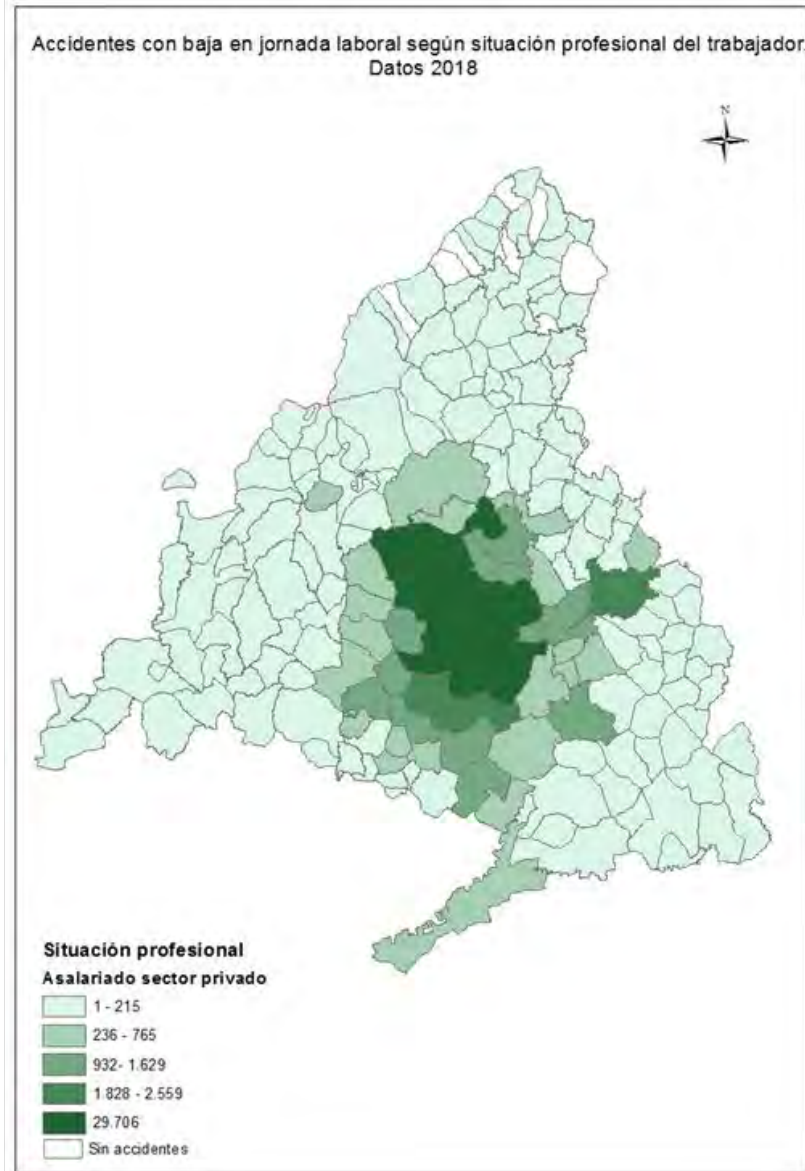 Accidentes con baja en jornada laboral según situación profesional del trabajador.
Datos 2018
N
Situación profesional
Asalariado sector privado
1 - 215
236 - 765
932- 1.629
1.828 - 2.559
29.706
Sin accidentes